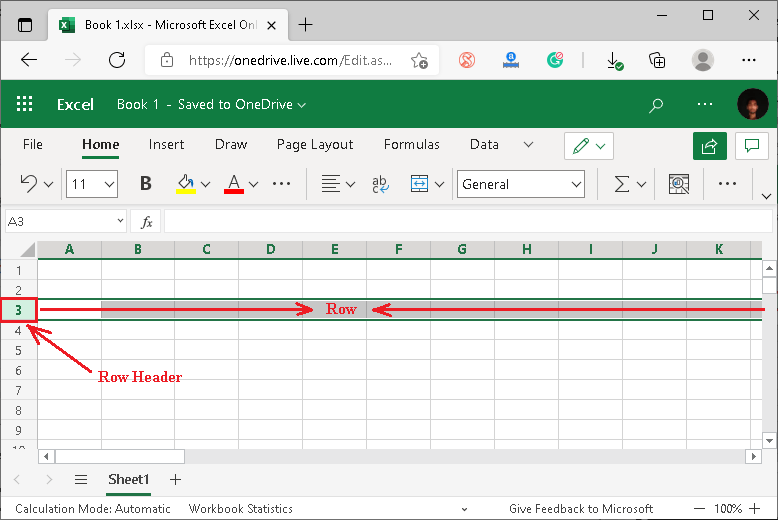 Book 1.xlsx - Microsoft Excel Onl
https://onedrive.live.com/Edit.as...
Excel Book 1 - Saved to OneDrive
File Home Insert Draw Page Layout Formulas Data
11 B A ... ab c General Σ ...
A3 fx
A B C D E F G H I J K
1
2
3 Row
4
5
6
Row Header
7
8
9
10
Sheet1 +
Calculation Mode: Automatic Workbook Statistics Give Feedback to Microsoft — 100% +